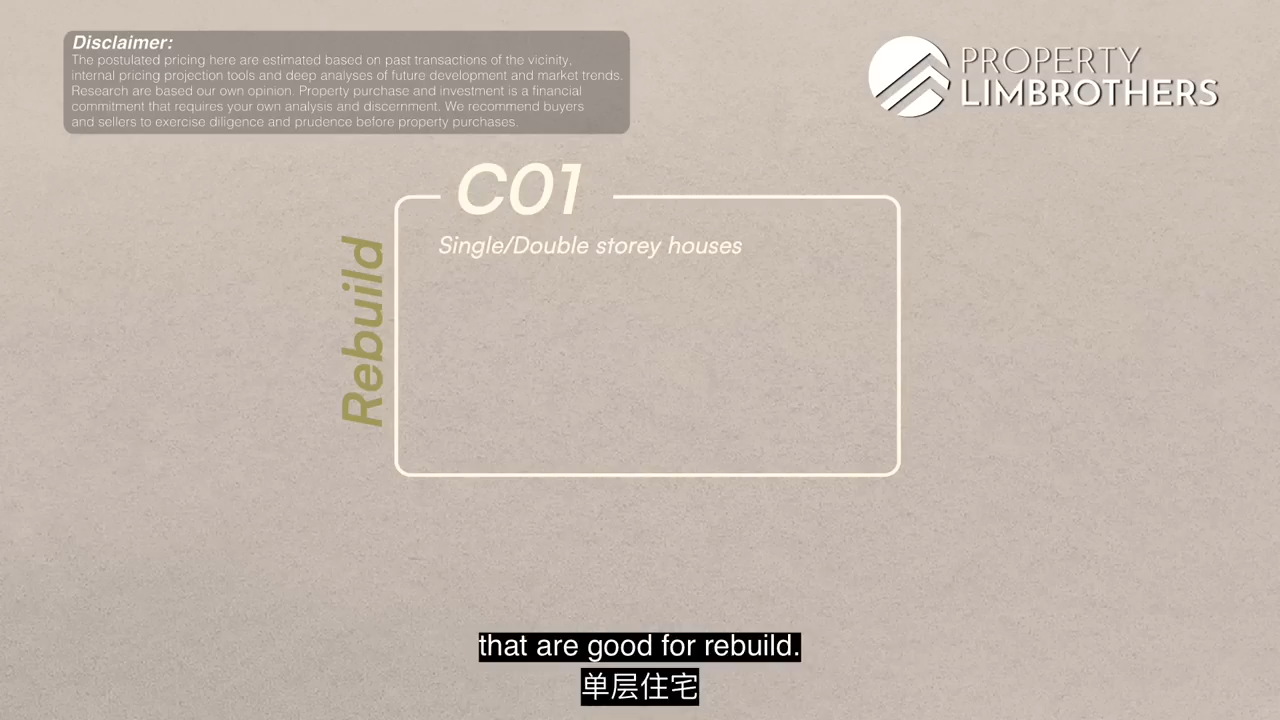 Disclaimer:
The postulated pricing here are estimated based on past transactions of the vicinity,
internal pricing projection tools and deep analyses of future development and market trends.
Research are based our own opinion. Property purchase and investment is a financial
commitment that requires your own analysis and discernment. We recommend buyers
and sellers to exercise diligence and prudence before property purchases.
PROPERTY
LIMBROTHERS
C01
Single/Double storey houses
Rebuild
that are good for rebuild.
单层住宅